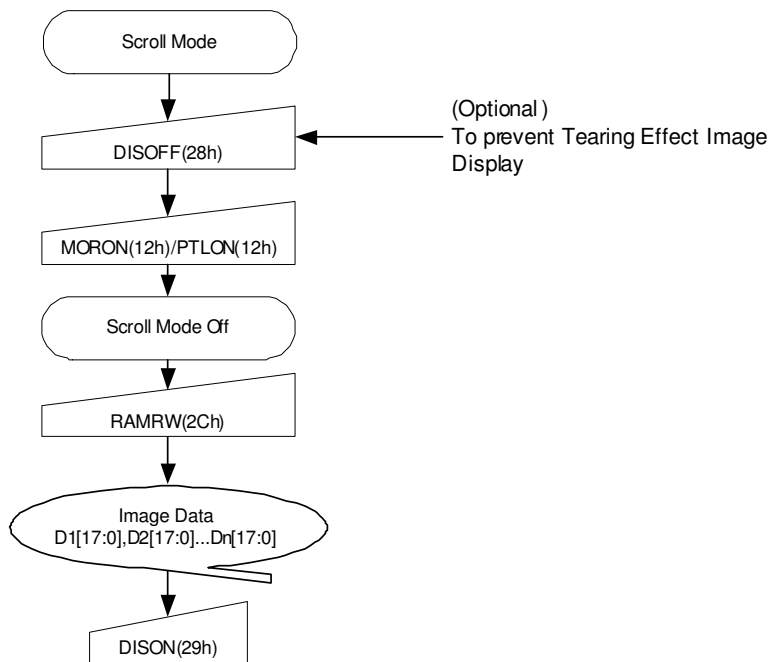 Scroll Mode
(Optional)
To prevent Tearing Effect Image
Display
DISOFF(28h)
MORON(12h)/PTLON(12h)
Scroll Mode Off
RAMRW(2Ch)
Image Data
D1[17:0],D2[17:0]...Dn[17:0]
DISON(29h)